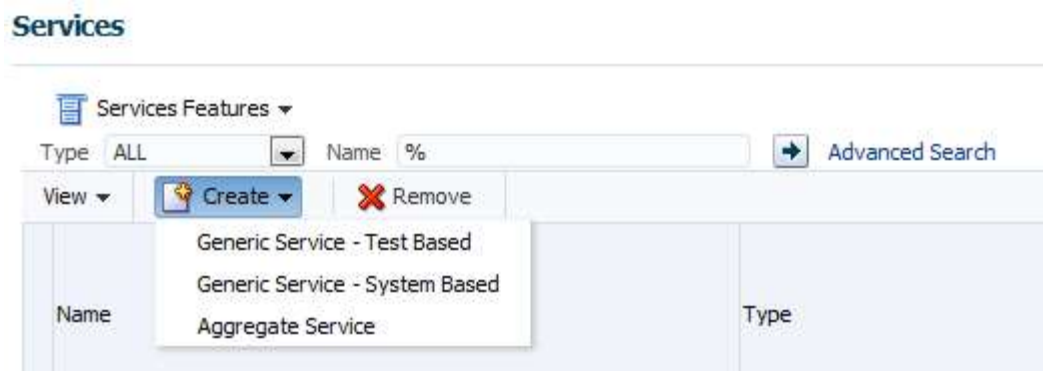 Services
Services Features
Type ALL Name % Advanced Search
View Create Remove
Generic Service - Test Based
Generic Service - System Based
Aggregate Service
Name Type